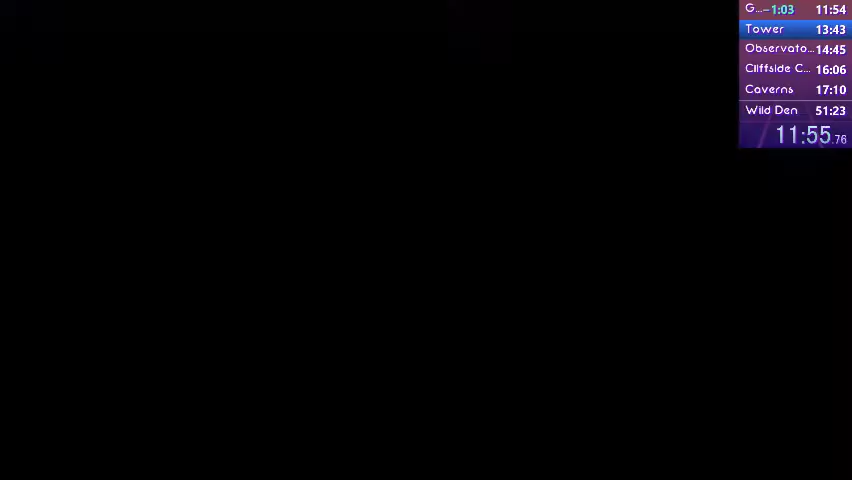 G... -1:03 11:54
Tower 13:43
Observato... 14:45
Cliffside C... 16:06
Caverns 17:10
Wild Den 51:23
11:55.76